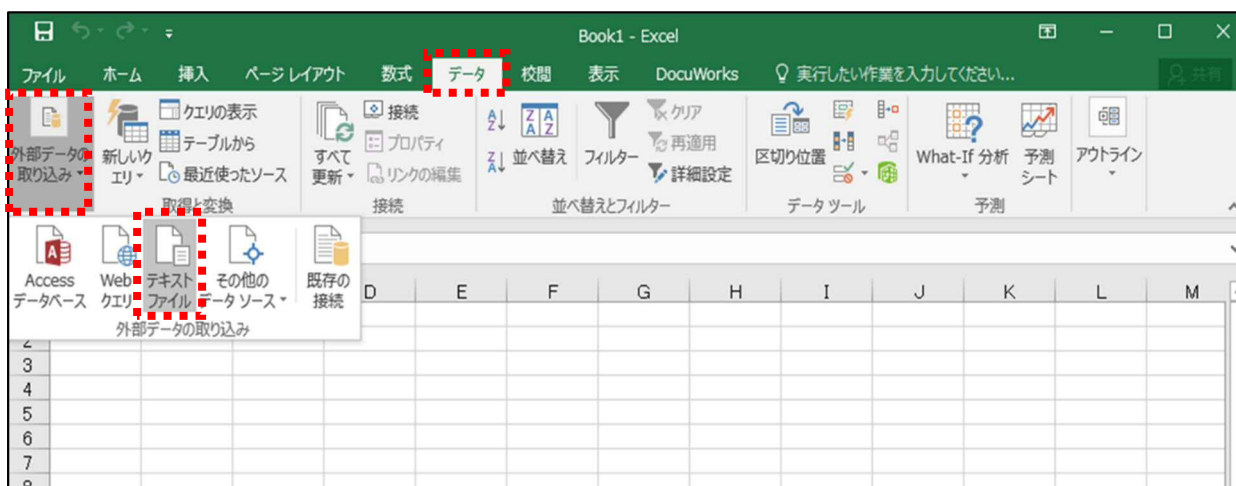 Book1 - Excel
ファイル ホーム 挿入 ページ レイアウト 数式 データ 校閲 表示 DocuWorks 実行したい作業を入力してください... 共有
外部データの
取り込み
新しいク
エリ
クエリの表示
テーブルから
最近使ったソース
取得と変換
すべて
更新
接続
プロパティ
リンクの編集
接続
並べ替え
フィルター
クリア
再適用
詳細設定
並べ替えとフィルター
区切り位置
データ ツール
What-If 分析
予測
シート
予測
アウトライン
Access
データベース
Web
クエリ
テキスト
ファイル
その他の
データ ソース
既存の
接続
外部データの取り込み
D E F G H I J K L M
2
3
4
5
6
7
8